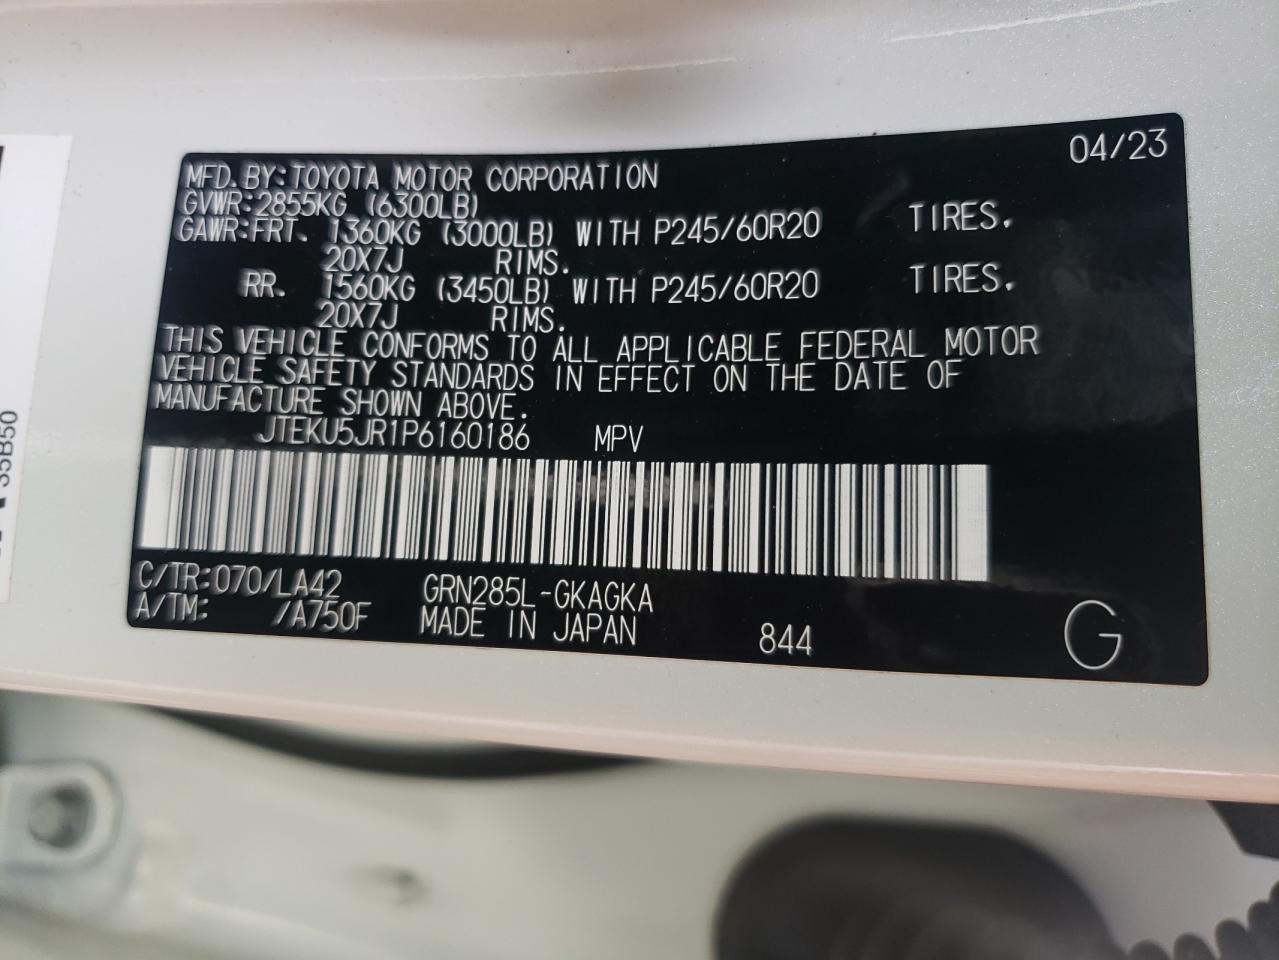 04/23
MFD. BY: TOYOTA MOTOR CORPORATION
GVWR: 2855KG (6300LB)
GAWR: FRT. 1360KG (3000LB) WITH P245/60R20 TIRES.
20X7J RIMS.
RR. 1560KG (3450LB) WITH P245/60R20 TIRES.
20X7J RIMS.
THIS VEHICLE CONFORMS TO ALL APPLICABLE FEDERAL MOTOR
VEHICLE SAFETY STANDARDS IN EFFECT ON THE DATE OF
MANUFACTURE SHOWN ABOVE.
JTEKU5JR1P6160186 MPV
C/TR: 070/LA42 GRN285L-GKAGKA
A/TM: /A750F MADE IN JAPAN 844
G
35B50